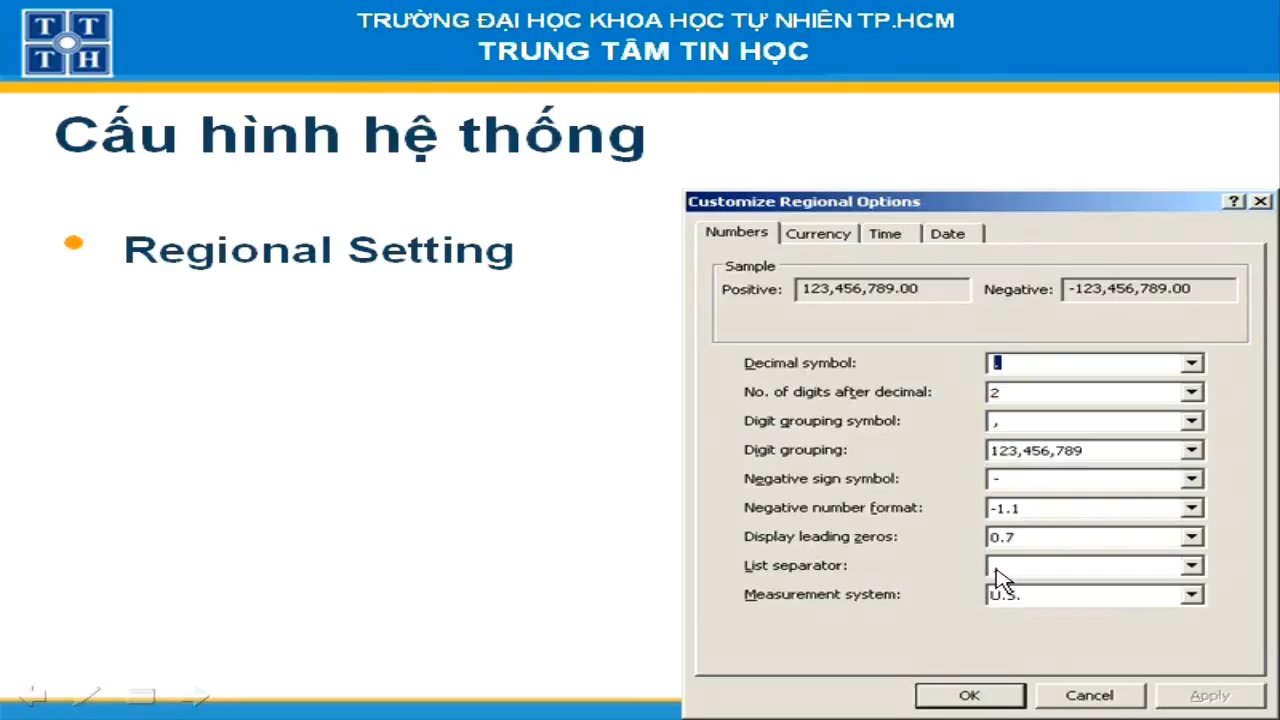 T T
T H
TRƯỜNG ĐẠI HỌC KHOA HỌC TỰ NHIÊN TP.HCM
TRUNG TÂM TIN HỌC
Cấu hình hệ thống
Regional Setting
Customize Regional Options
Numbers Currency Time Date
Sample
Positive: 123,456,789.00 Negative: -123,456,789.00
Decimal symbol: .
No. of digits after decimal: 2
Digit grouping symbol: ,
Digit grouping: 123,456,789
Negative sign symbol: -
Negative number format: -1.1
Display leading zeros: 0.7
List separator:
Measurement system: U.S.
OK Cancel Apply